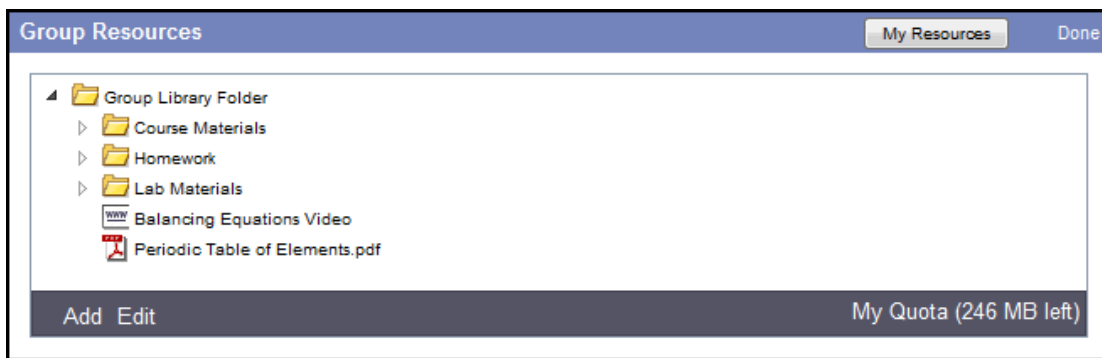 Group Resources My Resources Done
Group Library Folder
Course Materials
Homework
Lab Materials
www Balancing Equations Video
Periodic Table of Elements.pdf
Add Edit My Quota (246 MB left)